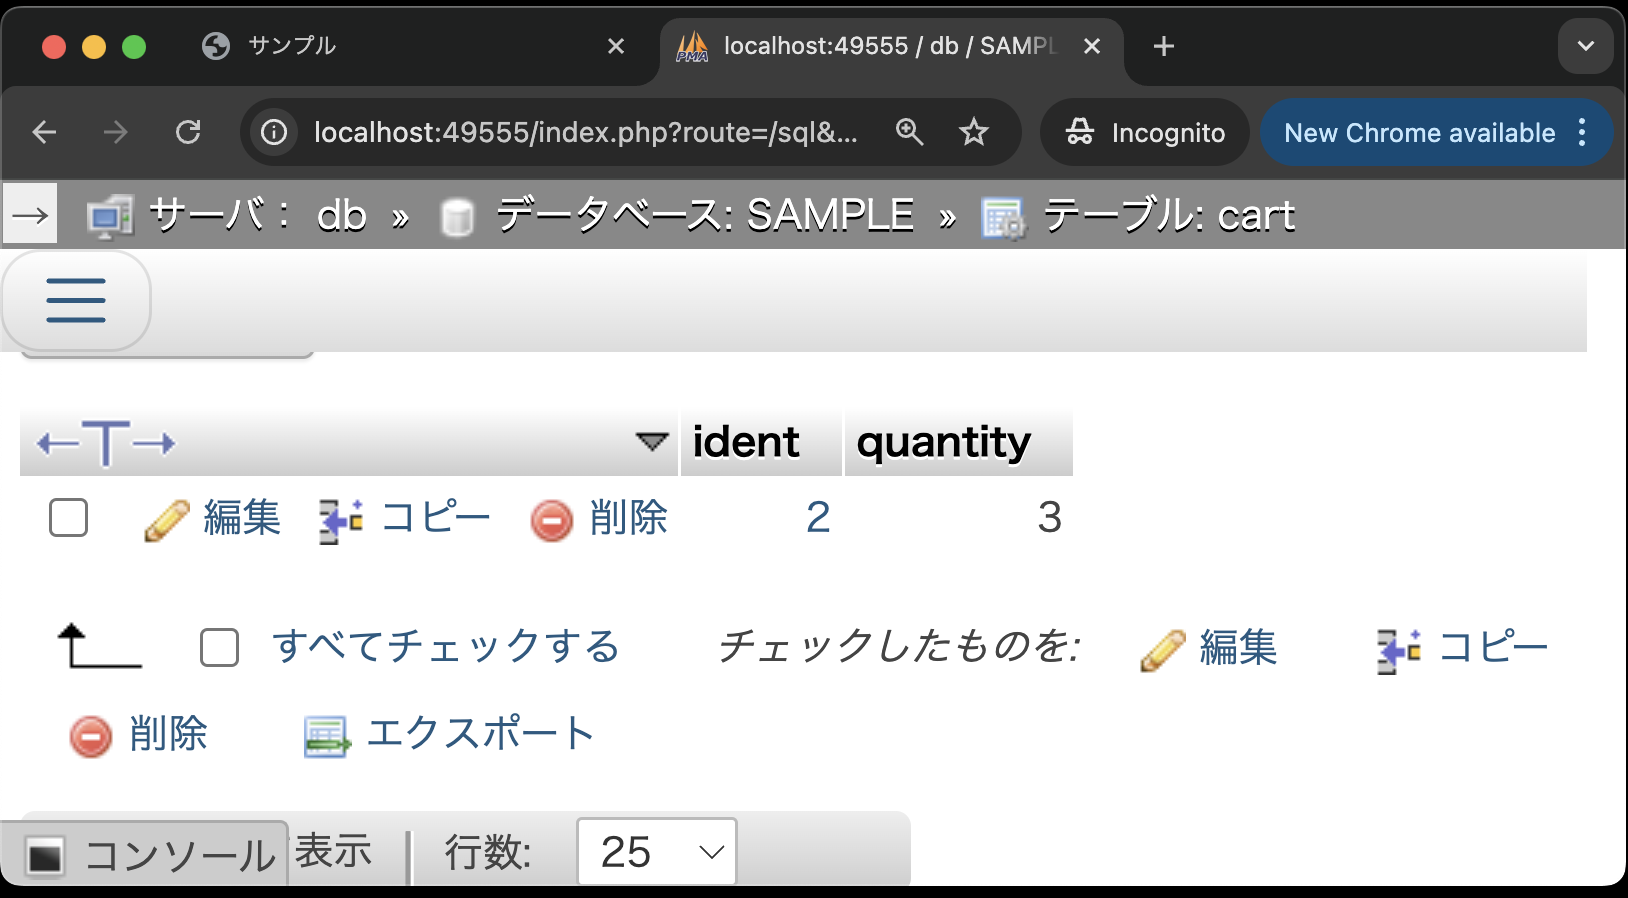 サンプル
localhost:49555 / db / SAMPL
localhost:49555/index.php?route=/sql&...
Incognito
New Chrome available
サーバ: db » データベース: SAMPLE » テーブル: cart
ident quantity
編集 コピー 削除 2 3
すべてチェックする チェックしたものを: 編集 コピー
削除 エクスポート
コンソール 表示 行数: 25